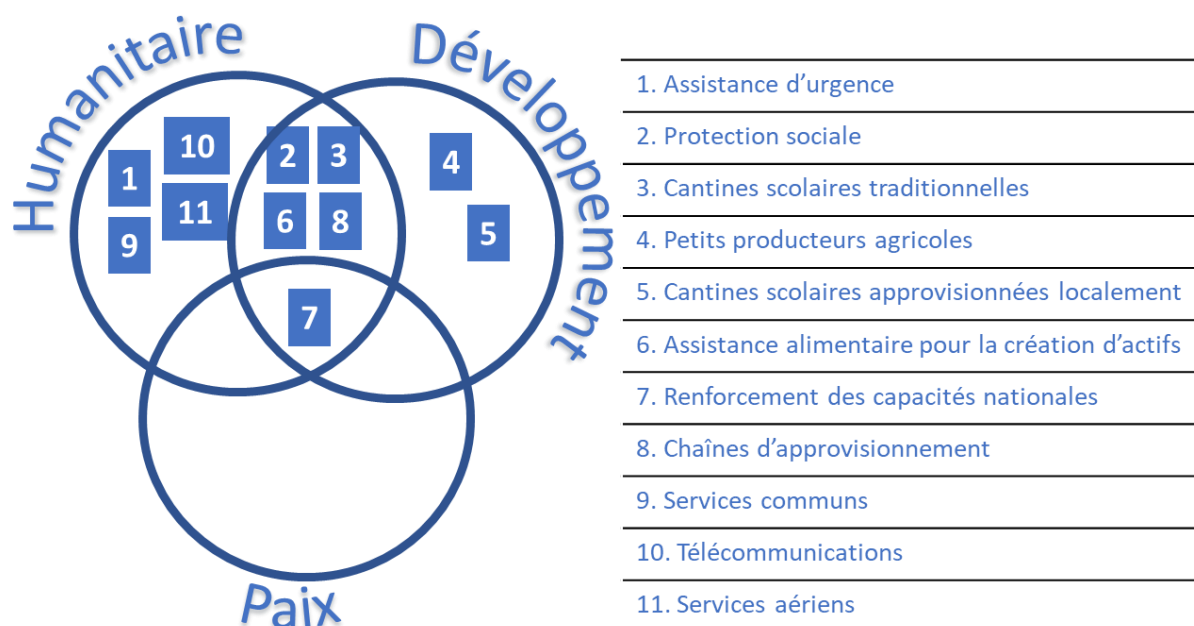 Humanitaire
Développement
10
2
3
4
1
11
6
8
5
9
7
Paix
1. Assistance d’urgence
2. Protection sociale
3. Cantines scolaires traditionnelles
4. Petits producteurs agricoles
5. Cantines scolaires approvisionnées localement
6. Assistance alimentaire pour la création d’actifs
7. Renforcement des capacités nationales
8. Chaînes d’approvisionnement
9. Services communs
10. Télécommunications
11. Services aériens